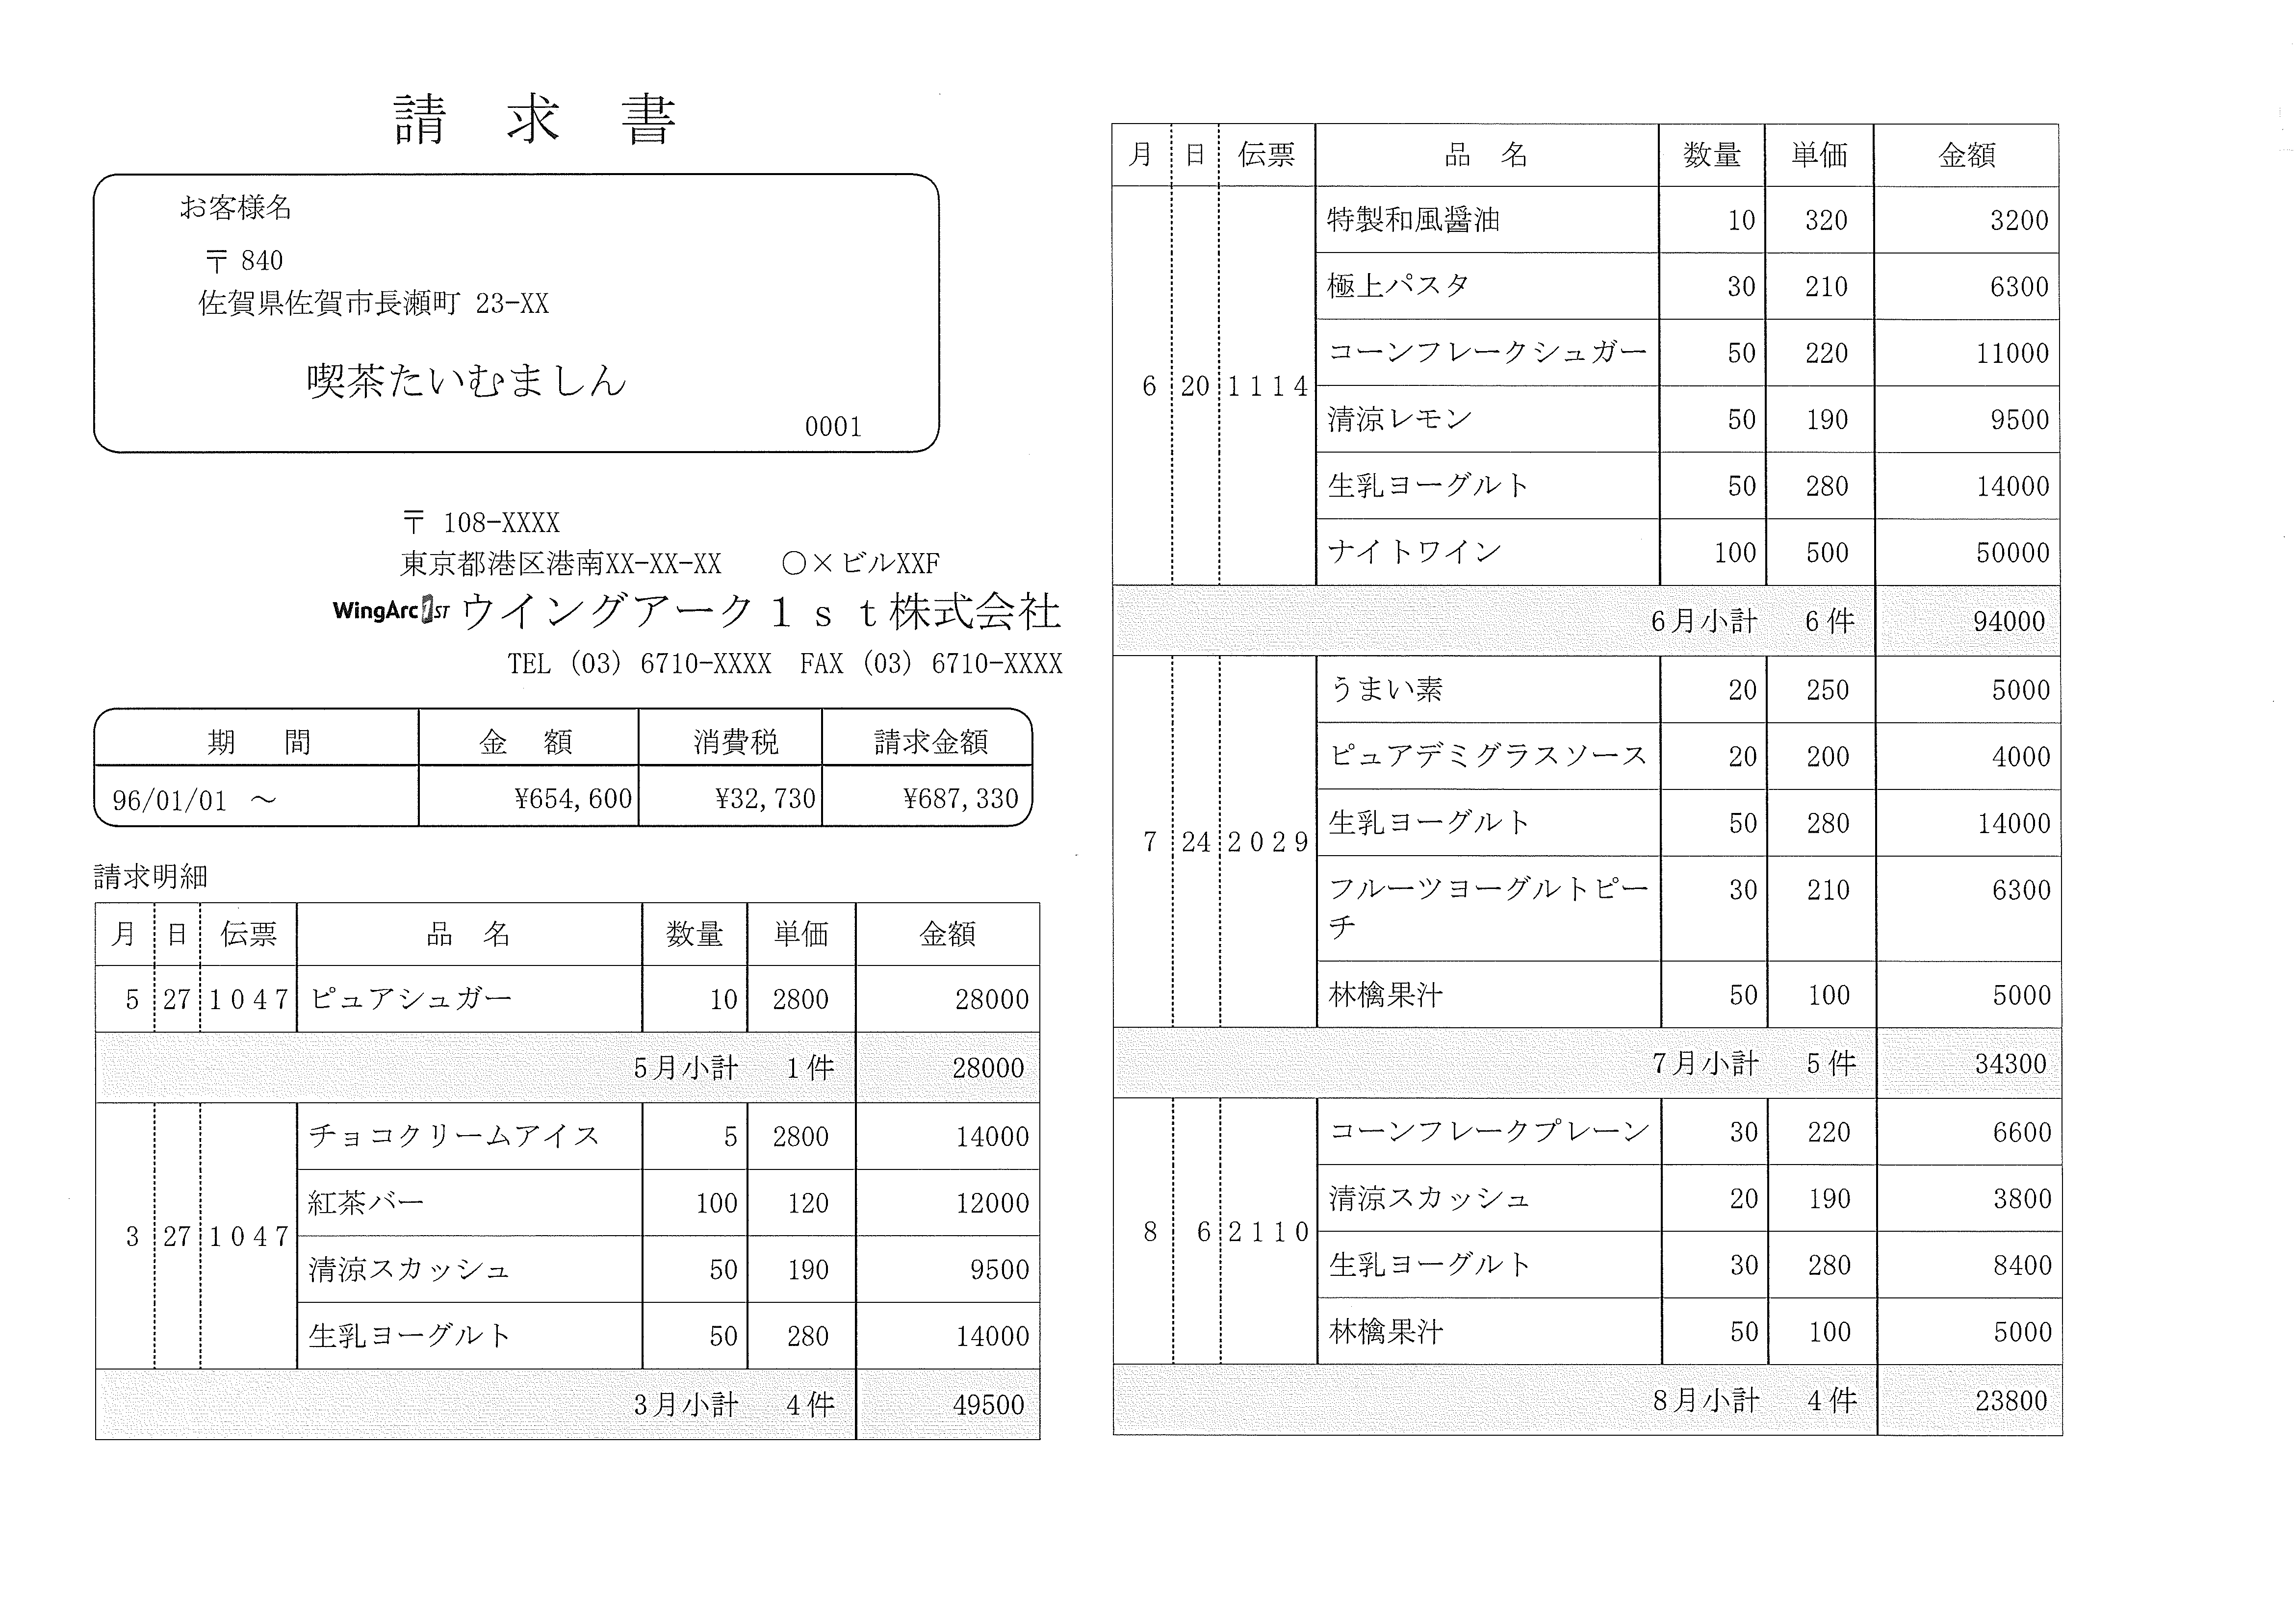 請 求 書
お客様名
〒 840
佐賀県佐賀市長瀬町 23-XX
喫茶たいむましん
0001
〒 108-XXXX
東京都港区港南XX-XX-XX ○×ビルXXF
WingArc1ST ウイングアーク1st株式会社
TEL (03) 6710-XXXX FAX (03) 6710-XXXX
期 間 金 額 消費税 請求金額
96/01/01 ～ ¥654,600 ¥32,730 ¥687,330
請求明細
月 日 伝票 品 名 数量 単価 金額
5 27 1047 ピュアシュガー 10 2800 28000
5月小計 1件 28000
3 27 1047 チョコクリームアイス 5 2800 14000
紅茶バー 100 120 12000
清涼スカッシュ 50 190 9500
生乳ヨーグルト 50 280 14000
3月小計 4件 49500
月 日 伝票 品 名 数量 単価 金額
6 20 1114 特製和風醤油 10 320 3200
極上パスタ 30 210 6300
コーンフレークシュガー 50 220 11000
清涼レモン 50 190 9500
生乳ヨーグルト 50 280 14000
ナイトワイン 100 500 50000
6月小計 6件 94000
7 24 2029 うまい素 20 250 5000
ピュアデミグラスソース 20 200 4000
生乳ヨーグルト 50 280 14000
フルーツヨーグルトピー 30 210 6300
チ
林檎果汁 50 100 5000
7月小計 5件 34300
8 6 2110 コーンフレークプレーン 30 220 6600
清涼スカッシュ 20 190 3800
生乳ヨーグルト 30 280 8400
林檎果汁 50 100 5000
8月小計 4件 23800